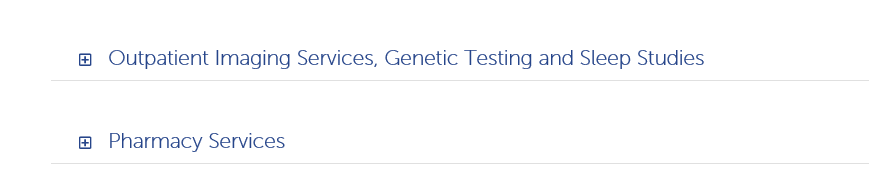 Outpatient Imaging Services, Genetic Testing and Sleep Studies
Pharmacy Services